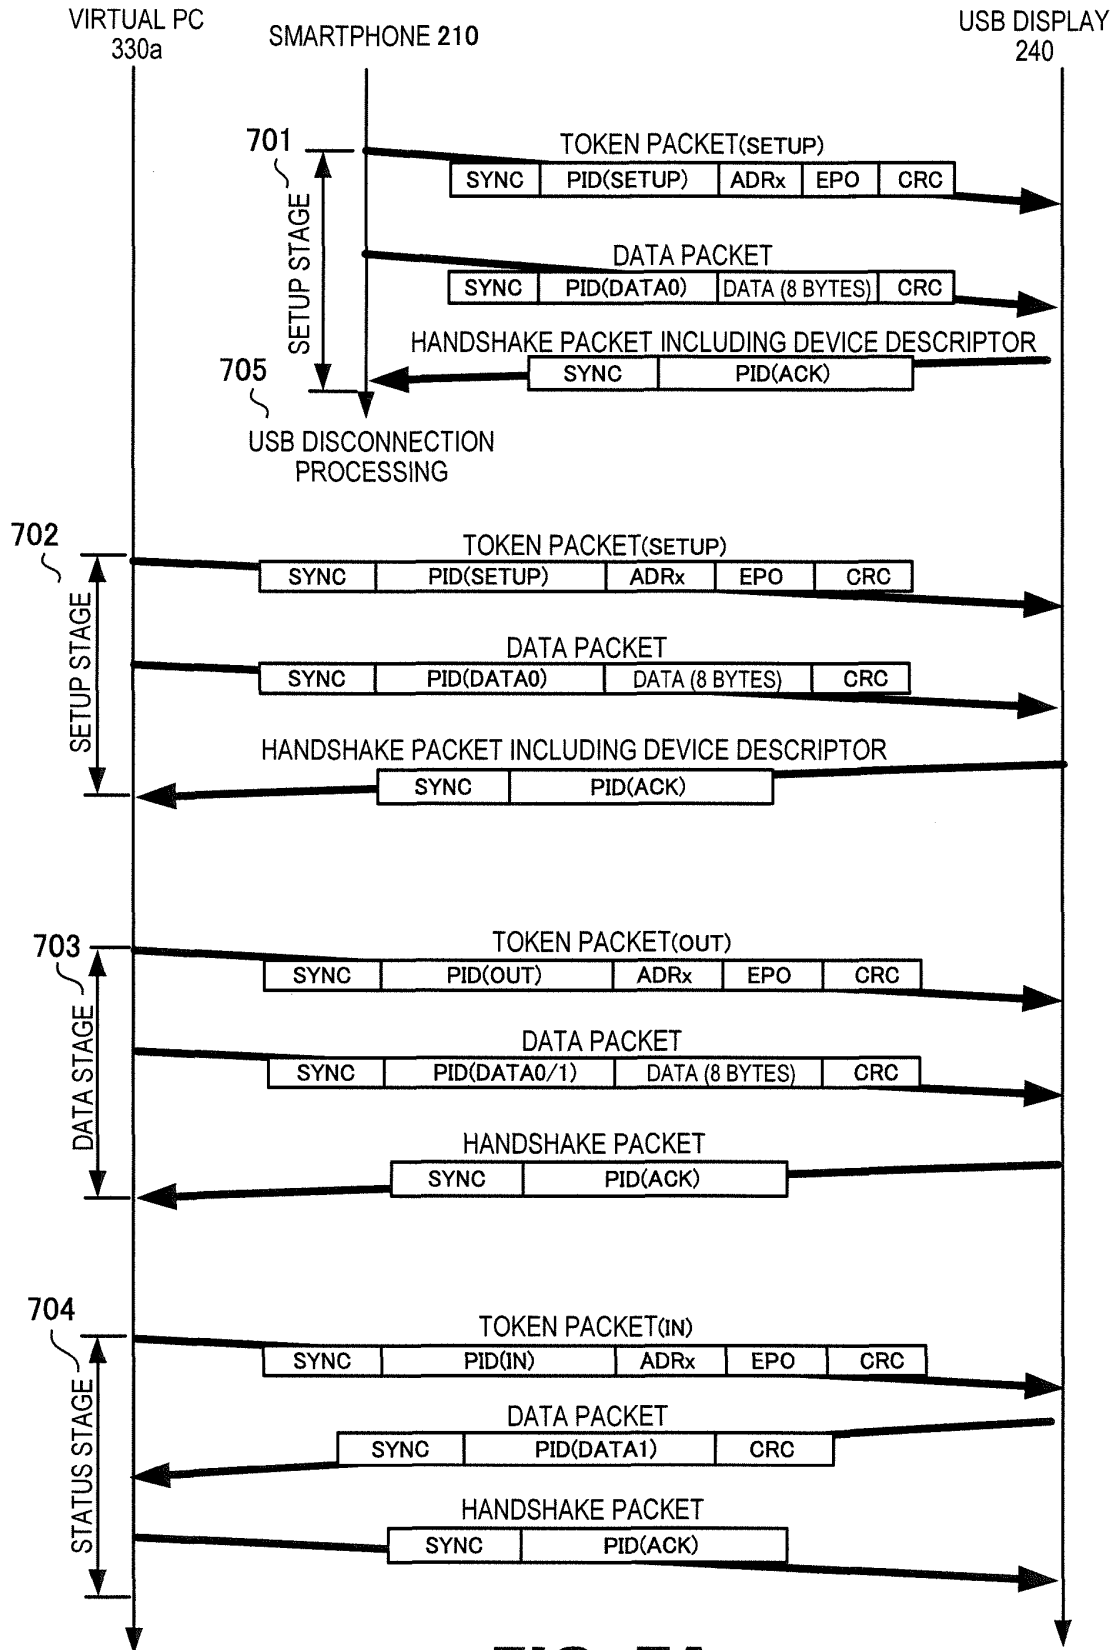 VIRTUAL PC
330a
SMARTPHONE 210
USB DISPLAY
240
701
SETUP STAGE
TOKEN PACKET(SETUP)
SYNC PID(SETUP) ADRx EPO CRC
DATA PACKET
SYNC PID(DATA0) DATA (8 BYTES) CRC
HANDSHAKE PACKET INCLUDING DEVICE DESCRIPTOR
SYNC PID(ACK)
705
USB DISCONNECTION
PROCESSING
702
SETUP STAGE
TOKEN PACKET(SETUP)
SYNC PID(SETUP) ADRx EPO CRC
DATA PACKET
SYNC PID(DATA0) DATA (8 BYTES) CRC
HANDSHAKE PACKET INCLUDING DEVICE DESCRIPTOR
SYNC PID(ACK)
703
DATA STAGE
TOKEN PACKET(OUT)
SYNC PID(OUT) ADRx EPO CRC
DATA PACKET
SYNC PID(DATA0/1) DATA (8 BYTES) CRC
HANDSHAKE PACKET
SYNC PID(ACK)
704
STATUS STAGE
TOKEN PACKET(IN)
SYNC PID(IN) ADRx EPO CRC
DATA PACKET
SYNC PID(DATA1) CRC
HANDSHAKE PACKET
SYNC PID(ACK)